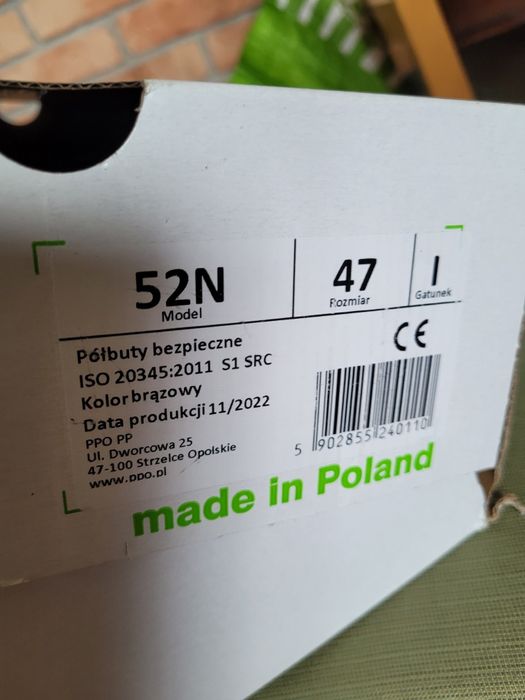 52N
Model
47
Rozmiar
I
Gatunek
Półbuty bezpieczne
ISO 20345:2011 S1 SRC
Kolor brązowy
Data produkcji 11/2022
PPO PP
Ul. Dworcowa 25
47-100 Strzelce Opolskie
www.ppo.pl
CE
5 902855 240110
made in Poland